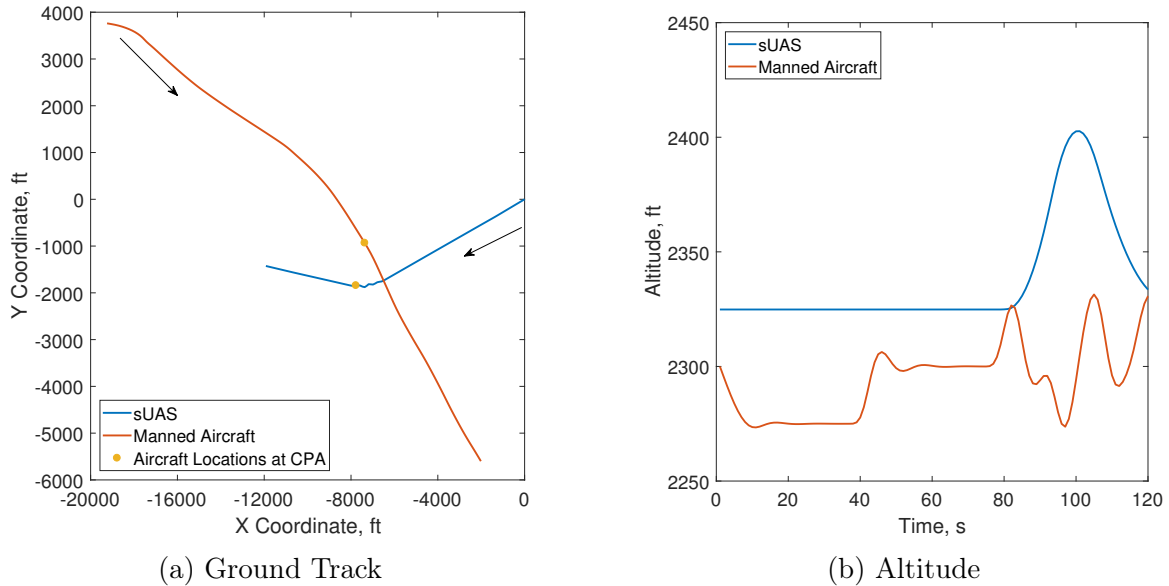 4000
3000
2000
1000
0
-1000
-2000
-3000
-4000
-5000
-6000
Y Coordinate, ft
sUAS
Manned Aircraft
Aircraft Locations at CPA
-20000 -16000 -12000 -8000 -4000 0
X Coordinate, ft
(a) Ground Track
2450
2400
2350
2300
2250
Altitude, ft
sUAS
Manned Aircraft
0 20 40 60 80 100 120
Time, s
(b) Altitude